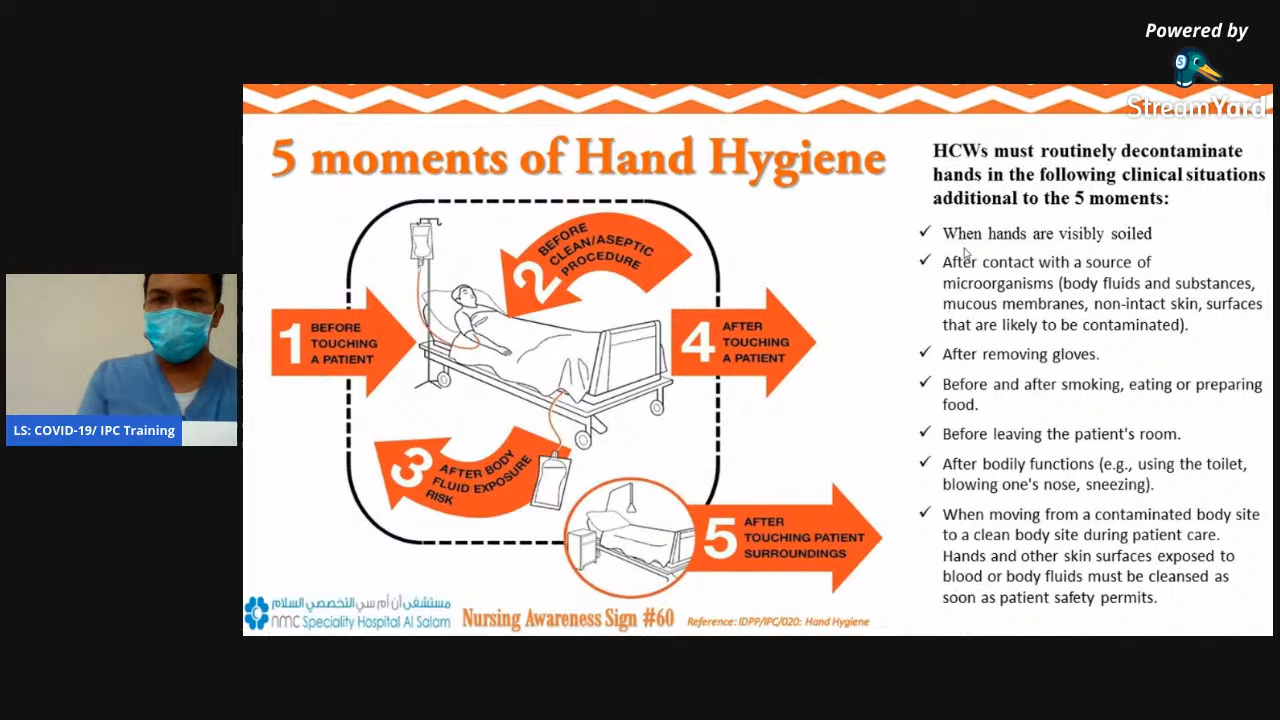 Powered by
StreamYard
5 moments of Hand Hygiene
1 BEFORE
TOUCHING
A PATIENT
2 BEFORE
CLEAN/ASEPTIC
PROCEDURE
3 AFTER BODY
FLUID EXPOSURE
RISK
4 AFTER
TOUCHING
A PATIENT
5 AFTER
TOUCHING PATIENT
SURROUNDINGS
HCWs must routinely decontaminate
hands in the following clinical situations
additional to the 5 moments:
✓ When hands are visibly soiled
✓ After contact with a source of
microorganisms (body fluids and substances,
mucous membranes, non-intact skin, surfaces
that are likely to be contaminated).
✓ After removing gloves.
✓ Before and after smoking, eating or preparing
food.
✓ Before leaving the patient's room.
✓ After bodily functions (e.g., using the toilet,
blowing one's nose, sneezing).
✓ When moving from a contaminated body site
to a clean body site during patient care.
Hands and other skin surfaces exposed to
blood or body fluids must be cleansed as
soon as patient safety permits.
LS: COVID-19/ IPC Training
مستشفى أن أم سي التخصصي السلام
nmc Speciality Hospital Al Salam
Nursing Awareness Sign #60
Reference: IDPP/IPC/020: Hand Hygiene